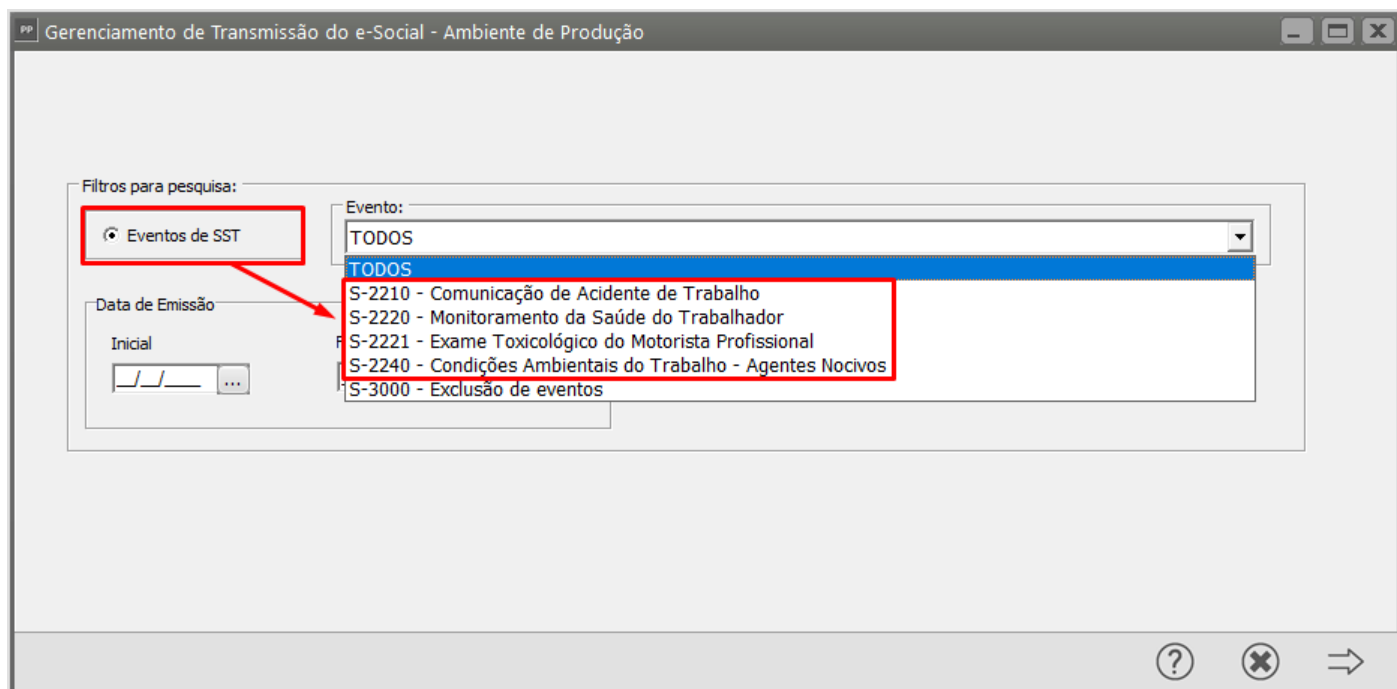 PP Gerenciamento de Transmissão do e-Social - Ambiente de Produção
Filtros para pesquisa:
Eventos de SST
Evento:
TODOS
TODOS
S-2210 - Comunicação de Acidente de Trabalho
S-2220 - Monitoramento da Saúde do Trabalhador
S-2221 - Exame Toxicológico do Motorista Profissional
S-2240 - Condições Ambientais do Trabalho - Agentes Nocivos
S-3000 - Exclusão de eventos
Data de Emissão
Inicial
__/__/____ ...
?